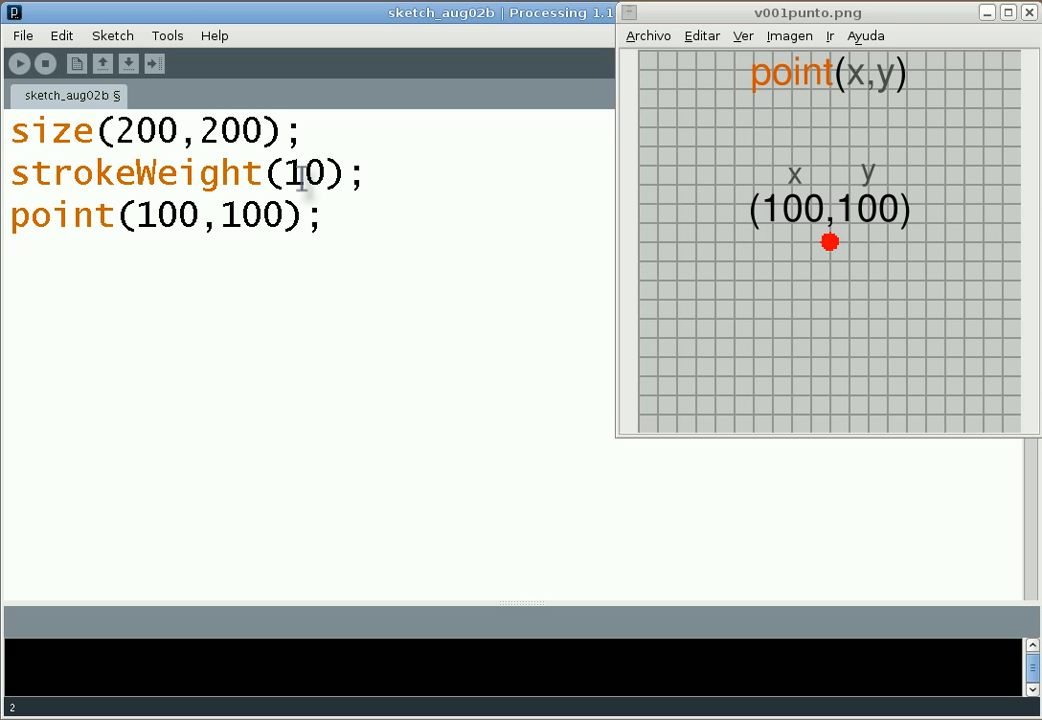 sketch_aug02b | Processing 1.1
File Edit Sketch Tools Help
sketch_aug02b §
size(200,200);
strokeWeight(10);
point(100,100);
2
v001punto.png
Archivo Editar Ver Imagen Ir Ayuda
point(x,y)
x y
(100,100)